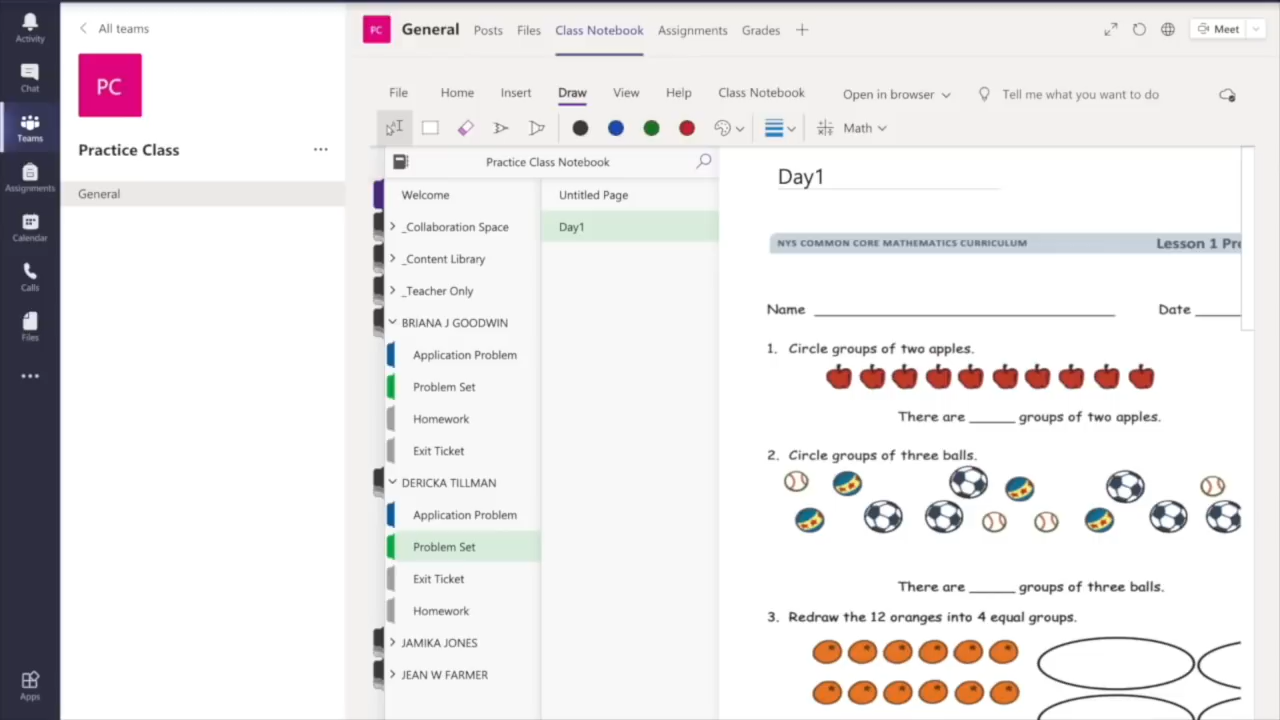 Activity
Chat
Teams
Assignments
Calendar
Calls
Files
Apps
All teams
PC
Practice Class
General
PC
General
Posts
Files
Class Notebook
Assignments
Grades
Meet
File
Home
Insert
Draw
View
Help
Class Notebook
Open in browser
Tell me what you want to do
Math
Practice Class Notebook
Welcome
_Collaboration Space
_Content Library
_Teacher Only
BRIANA J GOODWIN
Application Problem
Problem Set
Homework
Exit Ticket
DERICKA TILLMAN
Application Problem
Problem Set
Exit Ticket
Homework
JAMIKA JONES
JEAN W FARMER
Untitled Page
Day1
Day1
NYS COMMON CORE MATHEMATICS CURRICULUM Lesson 1 Pr
Name ______ Date ______
1. Circle groups of two apples.
There are ______ groups of two apples.
2. Circle groups of three balls.
There are ______ groups of three balls.
3. Redraw the 12 oranges into 4 equal groups.